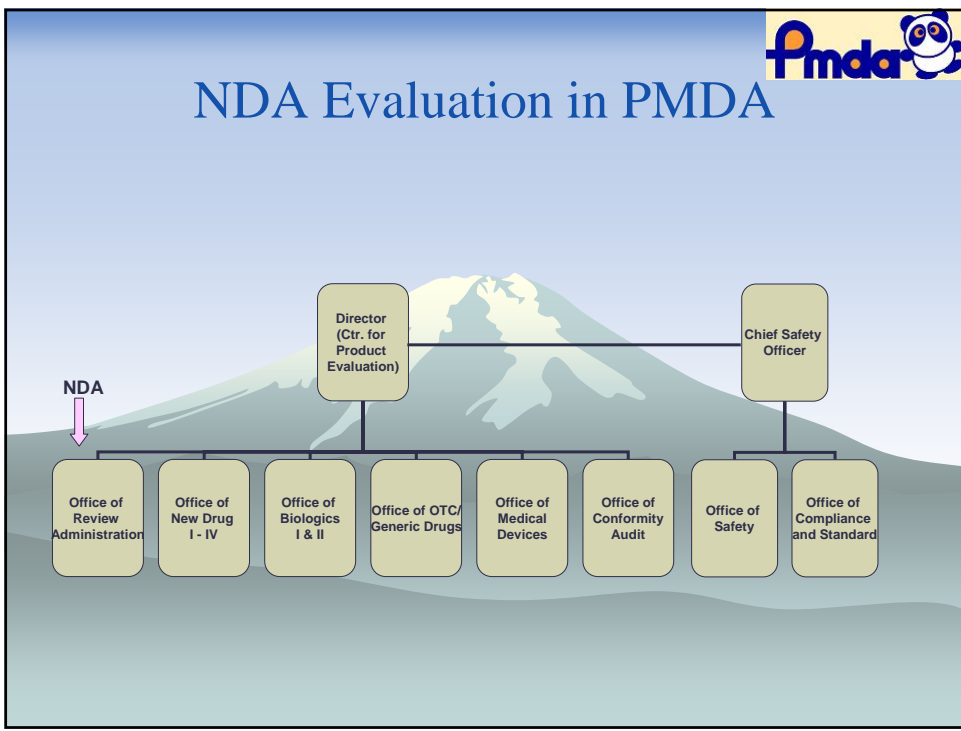 Pmda
NDA Evaluation in PMDA
Director
(Ctr. for
Product
Evaluation)
Chief Safety
Officer
NDA
Office of
Review
Administration
Office of
New Drug
I - IV
Office of
Biologics
I & II
Office of OTC/
Generic Drugs
Office of
Medical
Devices
Office of
Conformity
Audit
Office of
Safety
Office of
Compliance
and Standard